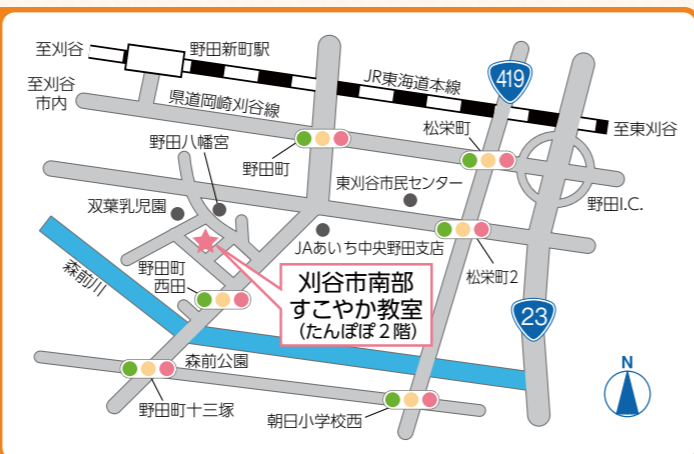 至刈谷
野田新町駅
JR東海道本線
419
至刈谷
市内
県道岡崎刈谷線
松栄町
至東刈谷
野田八幡宮
野田町
東刈谷市民センター
野田I.C.
双葉乳児園
JAあいち中央野田支店
松栄町2
森前川
野田町
西田
刈谷市南部
すこやか教室
(たんぽぽ2階)
23
森前公園
N
野田町十三塚
朝日小学校西